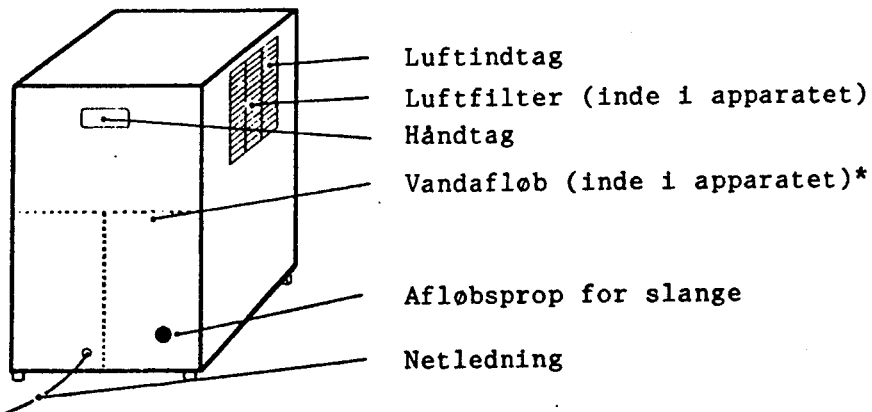 Luftindtag
Luftfilter (inde i apparatet)
Håndtag
Vandafløb (inde i apparatet)*
Afløbsprop for slange
Netledning